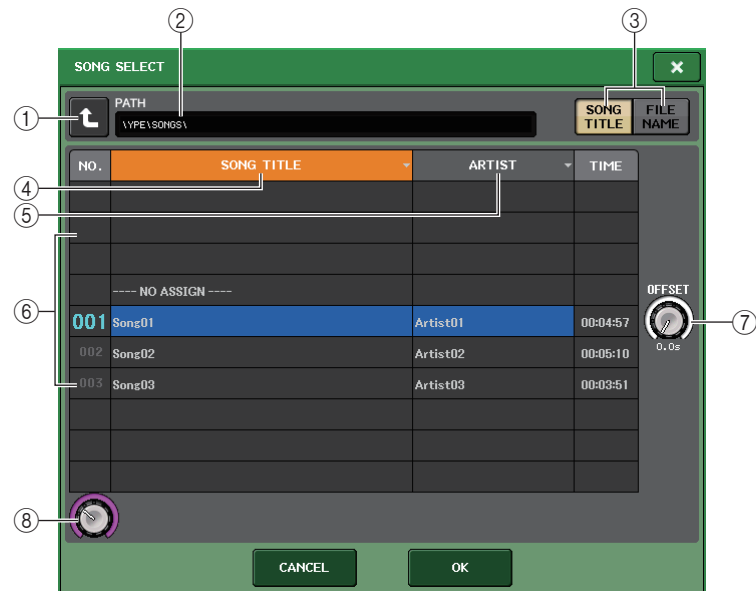 ② ③
SONG SELECT
①
PATH
\YPE\SONGS\
SONG TITLE
FILE NAME
NO. SONG TITLE ARTIST TIME
④
⑤
---- NO ASSIGN ----
⑥
OFFSET
001 Song01 Artist01 00:04:57
⑦
0.0s
002 Song02 Artist02 00:05:10
003 Song03 Artist03 00:03:51
⑧
CANCEL OK